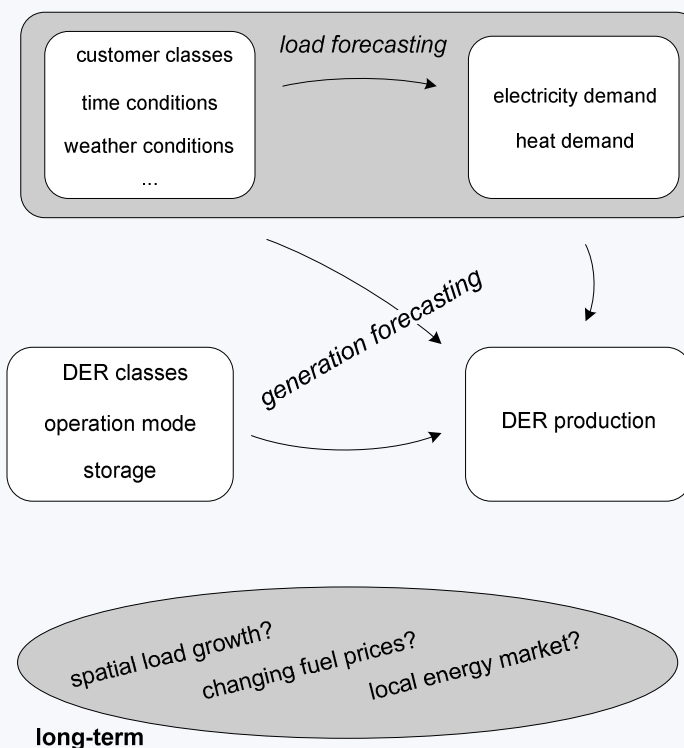 load forecasting
customer classes
time conditions
weather conditions
...
electricity demand
heat demand
generation forecasting
DER classes
operation mode
storage
DER production
spatial load growth?
changing fuel prices?
local energy market?
long-term